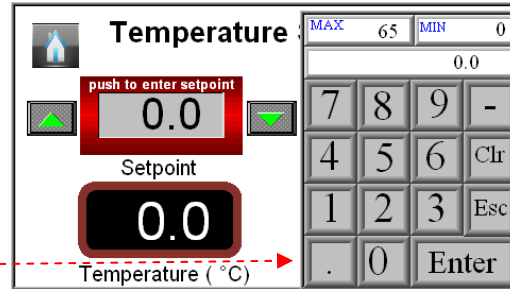 Temperature
push to enter setpoint
0.0
Setpoint
0.0
Temperature ( °C)
MAX 65 MIN 0
0.0
7 8 9 -
4 5 6 Clr
1 2 3 Esc
. 0 Enter